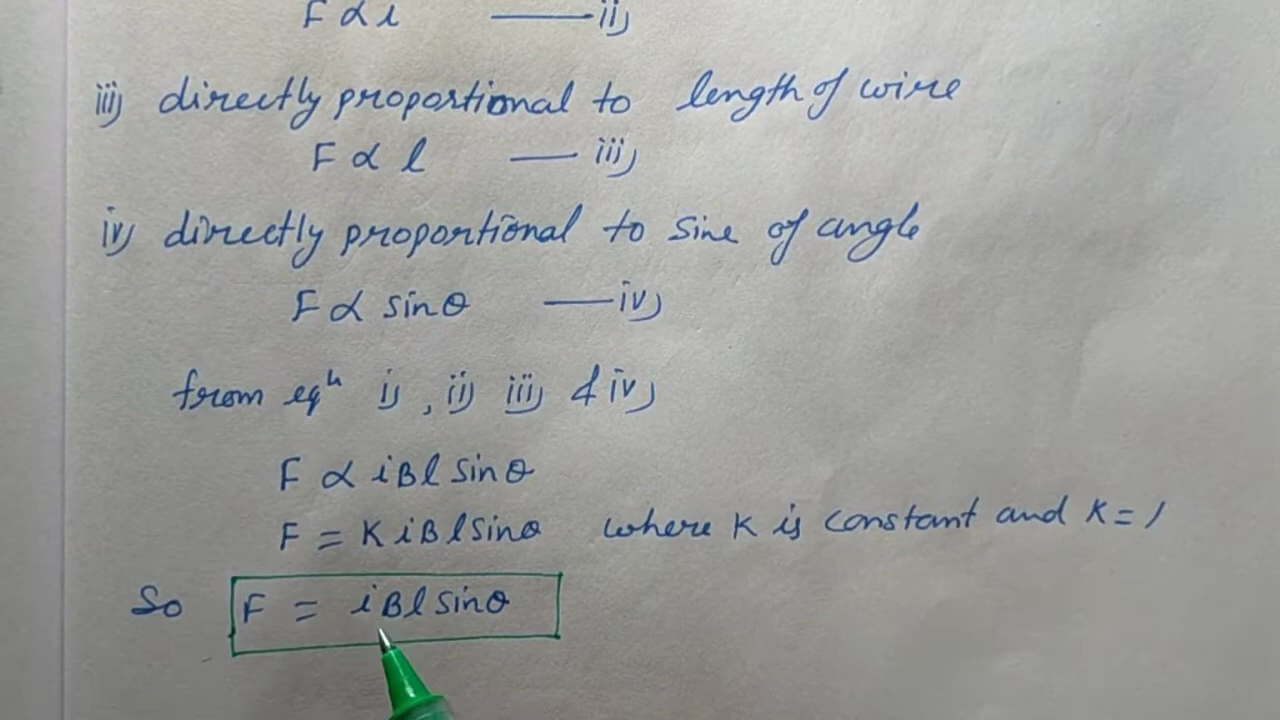 F ∝ i —— ii)
iii) directly proportional to length of wire
F ∝ l — iii)
iv) directly proportional to sine of angle
F ∝ sinθ —— iv)
from eqⁿ i), ii) iii) & iv)
F ∝ iBl sinθ
F = K iBl sinθ where K is constant and K = 1
So F = iBl sinθ